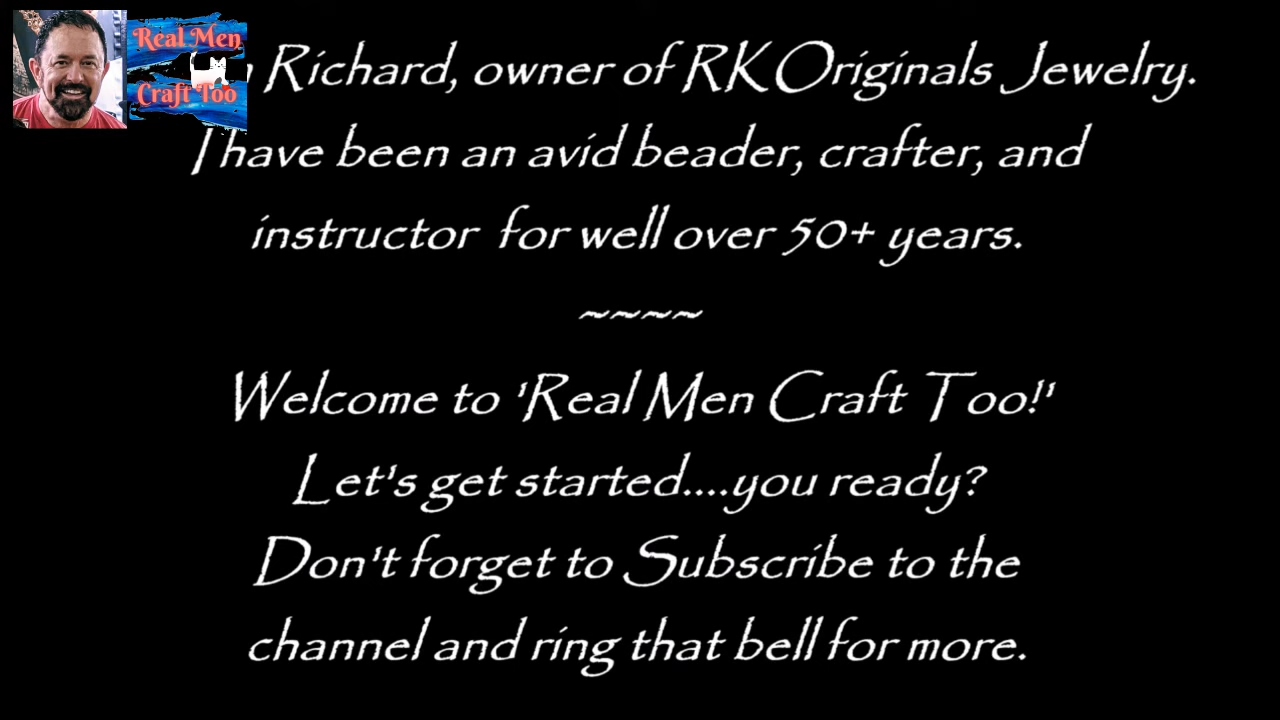 Real Men
Craft Too
Richard, owner of RK Originals Jewelry.
I have been an avid beader, crafter, and
instructor for well over 50+ years.
~~~~
Welcome to 'Real Men Craft Too!'
Let's get started....you ready?
Don't forget to Subscribe to the
channel and ring that bell for more.